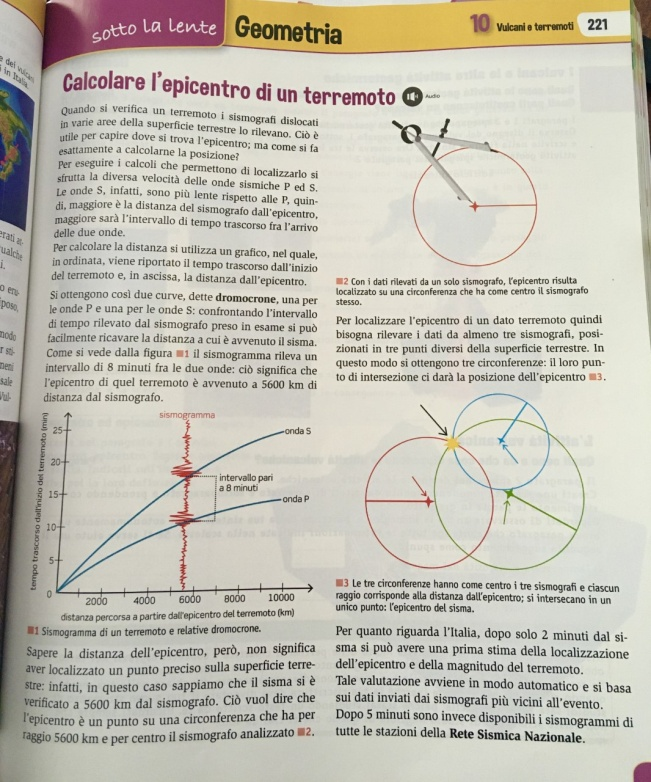 sotto la lente Geometria
10 Vulcani e terremoti 221
Calcolare l'epicentro di un terremoto
Audio
Quando si verifica un terremoto i sismografi dislocati
in varie aree della superficie terrestre lo rilevano. Ciò è
utile per capire dove si trova l'epicentro; ma come si fa
esattamente a calcolarne la posizione?
Per eseguire i calcoli che permettono di localizzarlo si
sfrutta la diversa velocità delle onde sismiche P ed S.
Le onde S, infatti, sono più lente rispetto alle P, quin-
di, maggiore è la distanza del sismografo dall'epicentro,
maggiore sarà l'intervallo di tempo trascorso fra l'arrivo
delle due onde.
Per calcolare la distanza si utilizza un grafico, nel quale,
in ordinata, viene riportato il tempo trascorso dall'inizio
del terremoto e, in ascissa, la distanza dall'epicentro.
Si ottengono così due curve, dette dromocrone, una per
le onde P e una per le onde S: confrontando l'intervallo
di tempo rilevato dal sismografo preso in esame si può
facilmente ricavare la distanza a cui è avvenuto il sisma.
Come si vede dalla figura 1 il sismogramma rileva un
intervallo di 8 minuti fra le due onde: ciò significa che
l'epicentro di quel terremoto è avvenuto a 5600 km di
distanza dal sismografo.
sismogramma
tempo trascorso dall'inizio del terremoto (min)
25
20
15
10
5
0
onda S
intervallo pari
a 8 minuti
onda P
2000 4000 6000 8000 10000
distanza percorsa a partire dall'epicentro del terremoto (km)
1 Sismogramma di un terremoto e relative dromocrone.
Sapere la distanza dell'epicentro, però, non significa
aver localizzato un punto preciso sulla superficie terre-
stre: infatti, in questo caso sappiamo che il sisma si è
verificato a 5600 km dal sismografo. Ciò vuol dire che
l'epicentro è un punto su una circonferenza che ha per
raggio 5600 km e per centro il sismografo analizzato 2.
2 Con i dati rilevati da un solo sismografo, l'epicentro risulta
localizzato su una circonferenza che ha come centro il sismografo
stesso.
Per localizzare l'epicentro di un dato terremoto quindi
bisogna rilevare i dati da almeno tre sismografi, posi-
zionati in tre punti diversi della superficie terrestre. In
questo modo si ottengono tre circonferenze: il loro pun-
to di intersezione ci darà la posizione dell'epicentro 3.
3 Le tre circonferenze hanno come centro i tre sismografi e ciascun
raggio corrisponde alla distanza dall'epicentro; si intersecano in un
unico punto: l'epicentro del sisma.
Per quanto riguarda l'Italia, dopo solo 2 minuti dal si-
sma si può avere una prima stima della localizzazione
dell'epicentro e della magnitudo del terremoto.
Tale valutazione avviene in modo automatico e si basa
sui dati inviati dai sismografi più vicini all'evento.
Dopo 5 minuti sono invece disponibili i sismogrammi di
tutte le stazioni della Rete Sismica Nazionale.